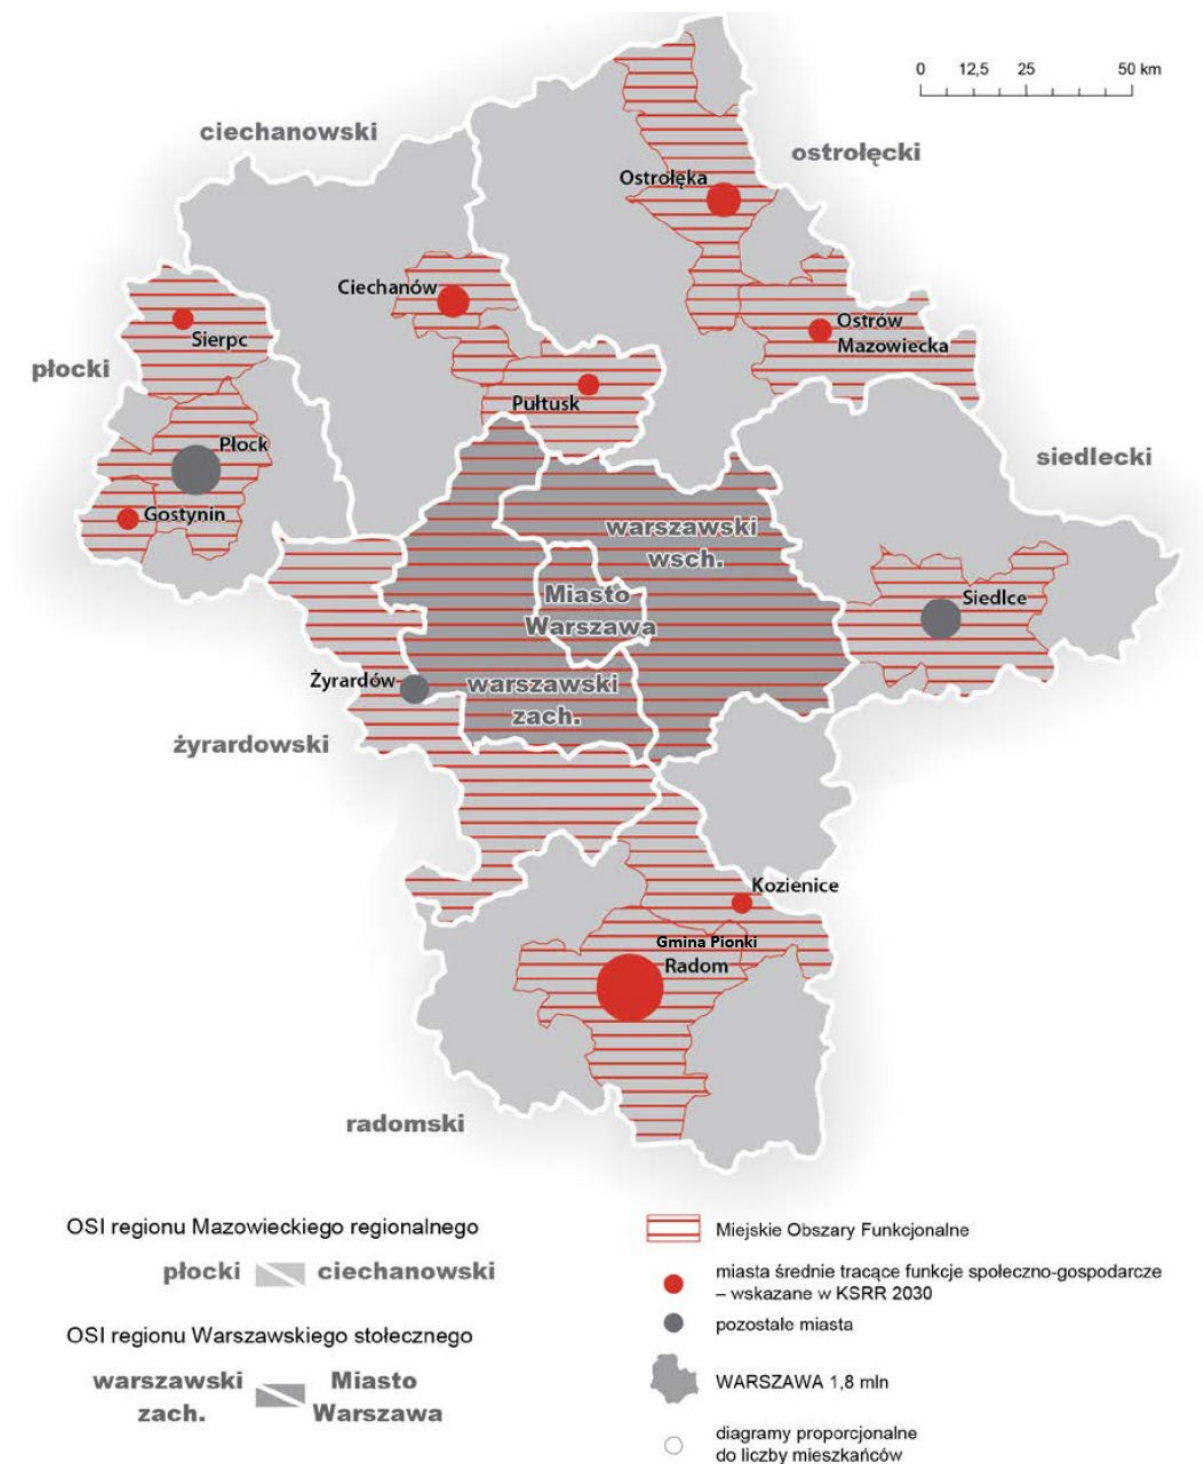 0 12,5 25 50 km
ciechanowski
ostrołęcki
Ostrołęka
Ciechanów
Sierpc
Ostrów
Mazowiecka
płocki
Pułtusk
Płock
siedlecki
Gostynin
warszawski
wsch.
Miasto
Warszawa
Siedlce
Żyrardów
warszawski
zach.
żyrardowski
Kozienice
Gmina Pionki
Radom
radomski
OSI regionu Mazowieckiego regionalnego
płocki ciechanowski
OSI regionu Warszawskiego stołecznego
warszawski
zach.
Miasto
Warszawa
Miejskie Obszary Funkcjonalne
miasta średnie tracące funkcje społeczno-gospodarcze
– wskazane w KSRR 2030
pozostałe miasta
WARSZAWA 1,8 mln
diagramy proporcjonalne
do liczby mieszkańców